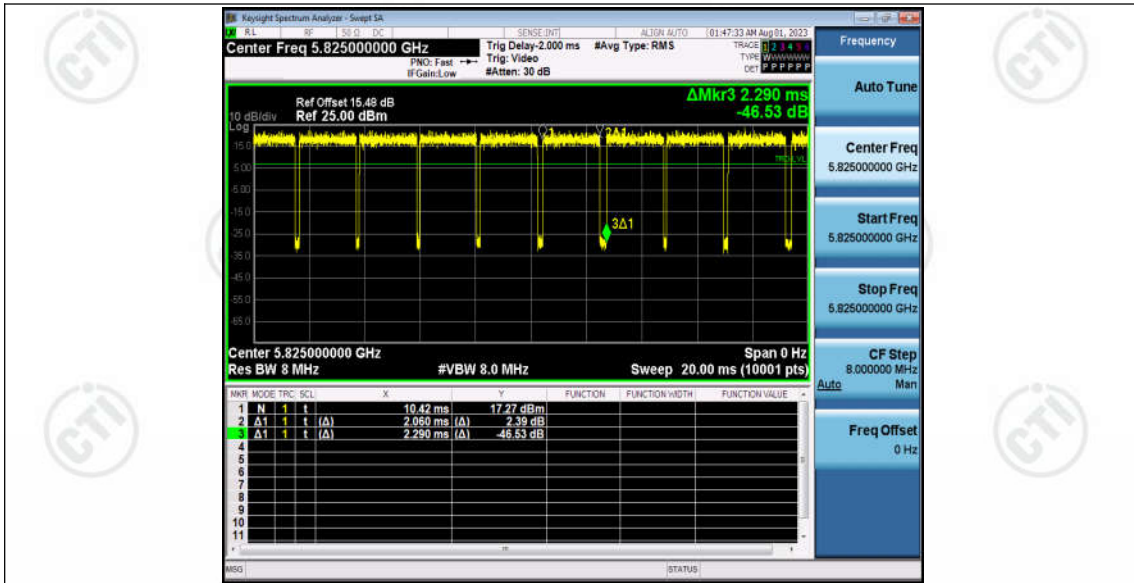 Keysight Spectrum Analyzer - Swept SA
RL RF 50 Ω DC SENSE:INT ALIGN AUTO 01:47:33 AM Aug 01, 2023
Center Freq 5.825000000 GHz
PNO: Fast
IFGain:Low
Trig Delay-2.000 ms
Trig: Video
#Atten: 30 dB
#Avg Type: RMS
TRACE 1 2 3 4 5 6
TYPE WWWWWW
DET P P P P P P
ΔMkr3 2.290 ms
-46.53 dB
Ref Offset 15.48 dB
10 dB/div Ref 25.00 dBm
Log
15.0
5.00
-5.00
-15.0
-25.0
-35.0
-45.0
-55.0
-65.0
3Δ1
Center 5.825000000 GHz Span 0 Hz
Res BW 8 MHz #VBW 8.0 MHz Sweep 20.00 ms (10001 pts)
MKR MODE TRC SCL X Y FUNCTION FUNCTION WIDTH FUNCTION VALUE
1 N 1 t 10.42 ms 17.27 dBm
2 Δ1 1 t (Δ) 2.060 ms (Δ) 2.39 dB
3 Δ1 1 t (Δ) 2.290 ms (Δ) -46.53 dB
4
5
6
7
8
9
10
11
MSG STATUS
Frequency
Auto Tune
Center Freq
5.825000000 GHz
Start Freq
5.825000000 GHz
Stop Freq
5.825000000 GHz
CF Step
8.000000 MHz
Auto Man
Freq Offset
0 Hz
CTI
CTI
CTI
CTI